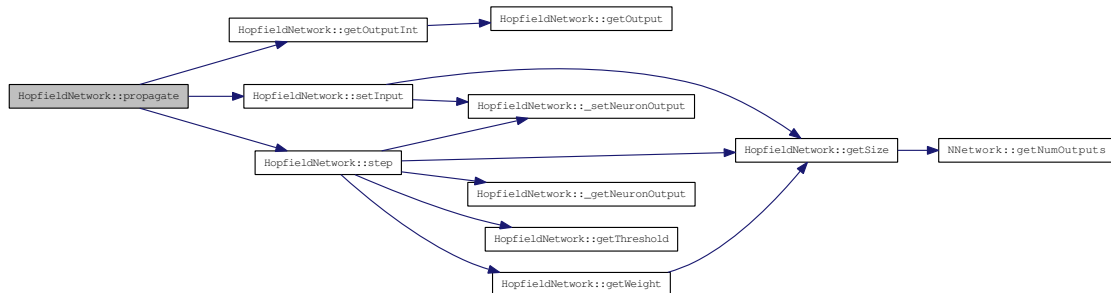 HopfieldNetwork::getOutput
HopfieldNetwork::getOutputInt
HopfieldNetwork::propagate
HopfieldNetwork::setInput
HopfieldNetwork::_setNeuronOutput
HopfieldNetwork::step
HopfieldNetwork::getSize
NNetwork::getNumOutputs
HopfieldNetwork::_getNeuronOutput
HopfieldNetwork::getThreshold
HopfieldNetwork::getWeight